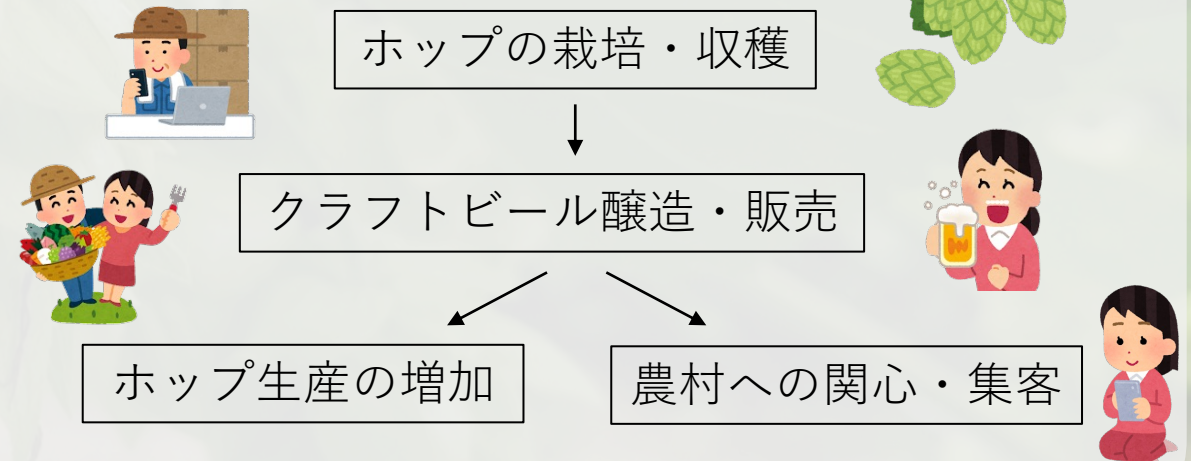 ホップの栽培・収穫
クラフトビール醸造・販売
ホップ生産の増加
農村への関心・集客